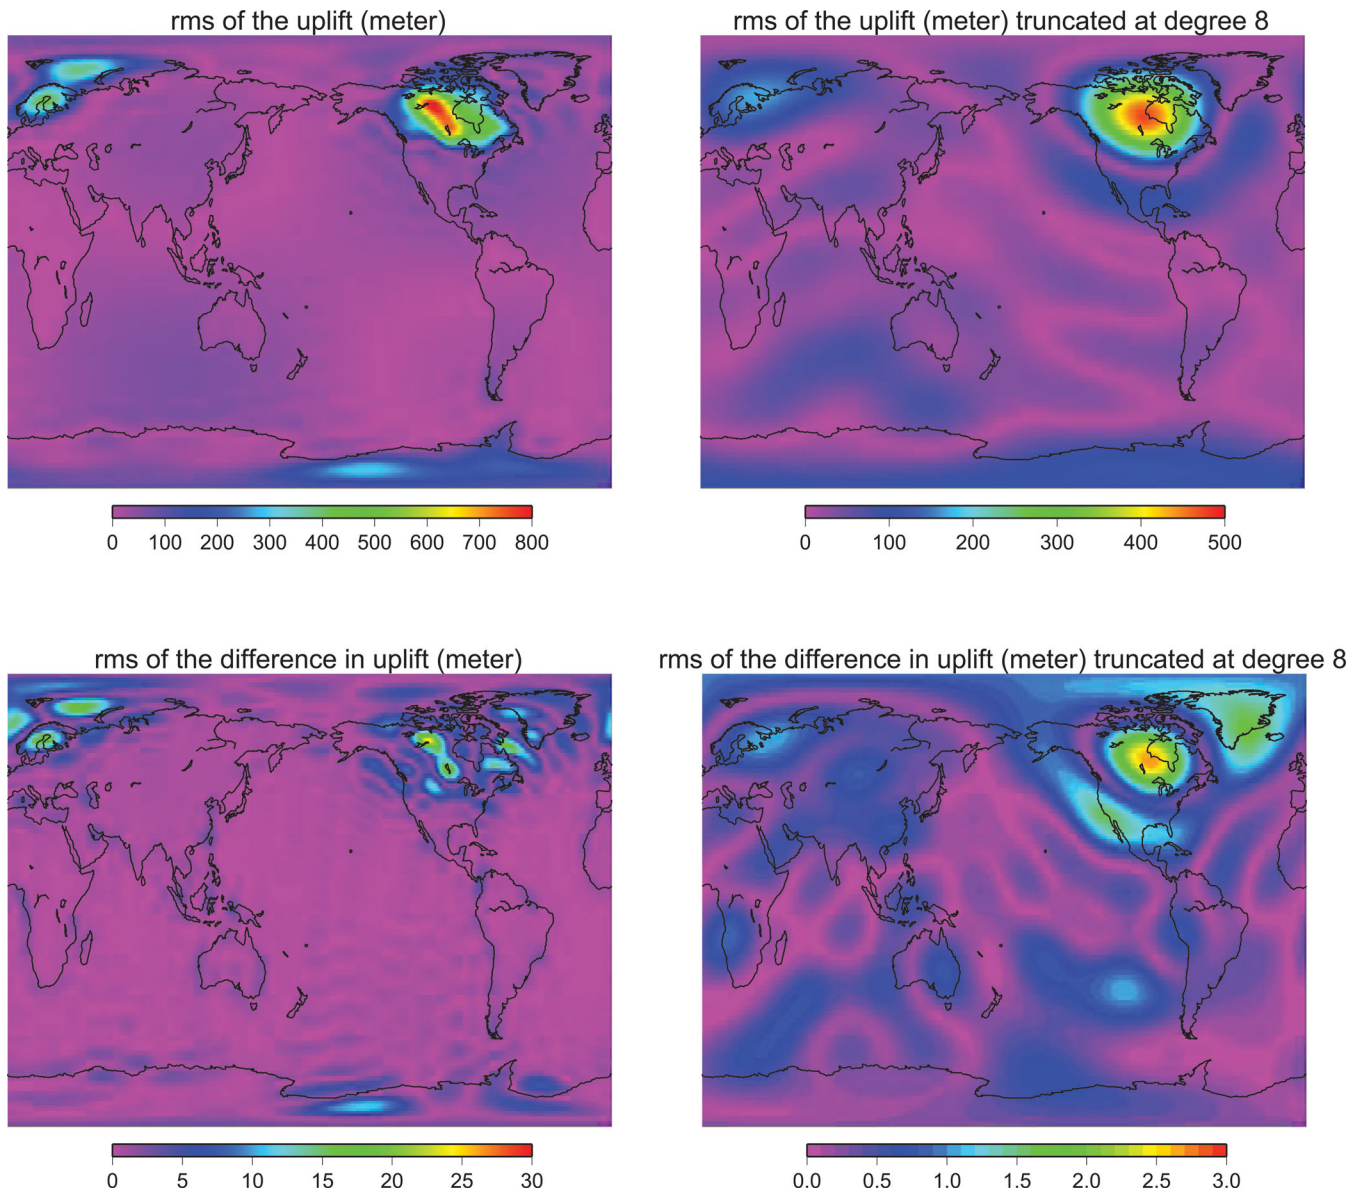 rms of the uplift (meter)
rms of the uplift (meter) truncated at degree 8
0 100 200 300 400 500 600 700 800
0 100 200 300 400 500
rms of the difference in uplift (meter)
rms of the difference in uplift (meter) truncated at degree 8
0 5 10 15 20 25 30
0.0 0.5 1.0 1.5 2.0 2.5 3.0